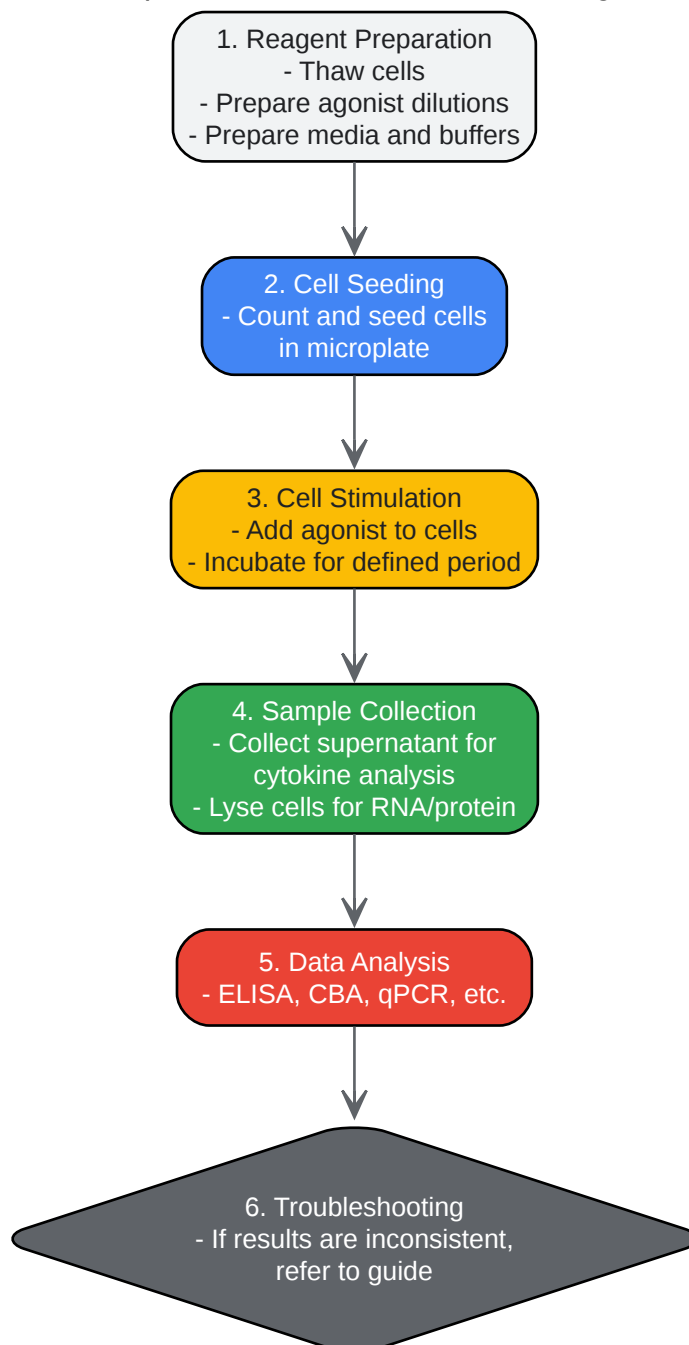 1. Reagent Preparation
- Thaw cells
- Prepare agonist dilutions
- Prepare media and buffers
2. Cell Seeding
- Count and seed cells
in microplate
3. Cell Stimulation
- Add agonist to cells
- Incubate for defined period
4. Sample Collection
- Collect supernatant for
cytokine analysis
- Lyse cells for RNA/protein
5. Data Analysis
- ELISA, CBA, qPCR, etc.
6. Troubleshooting
- If results are inconsistent,
refer to guide